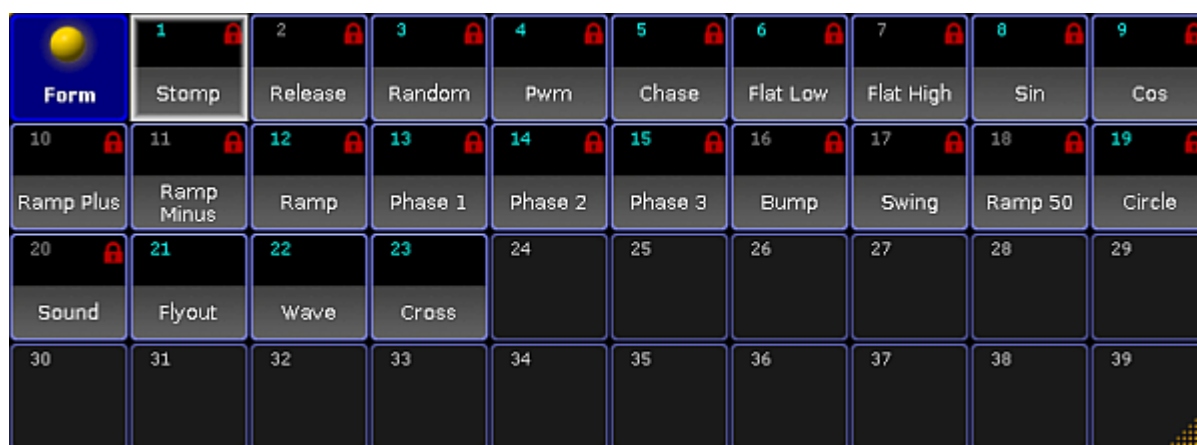 1 2 3 4 5 6 7 8 9
Form Stomp Release Random Pwm Chase Flat Low Flat High Sin Cos
10 11 12 13 14 15 16 17 18 19
Ramp Plus Ramp Minus Ramp Phase 1 Phase 2 Phase 3 Bump Swing Ramp 50 Circle
20 21 22 23 24 25 26 27 28 29
Sound Flyout Wave Cross
30 31 32 33 34 35 36 37 38 39